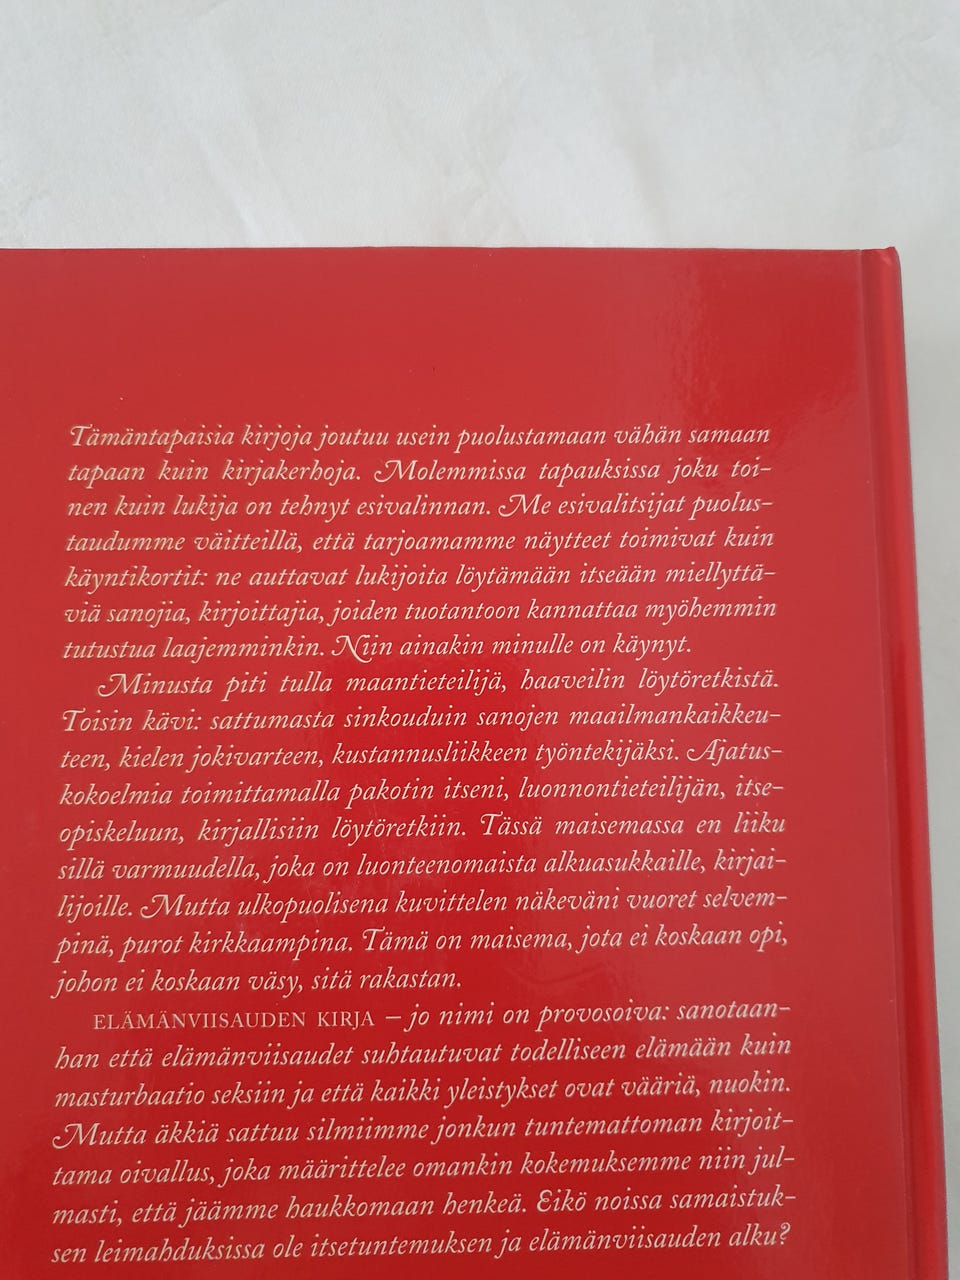 Tämäntapaisia kirjoja joutuu usein puolustamaan vähän samaan
tapaan kuin kirjakerhoja. Molemmissa tapauksissa joku toi-
nen kuin lukija on tehnyt esivalinnan. Me esivalitsijat puolus-
taudumme väitteillä, että tarjoamamme näytteet toimivat kuin
käyntikortit: ne auttavat lukijoita löytämään itseään miellyttä-
viä sanojia, kirjoittajia, joiden tuotantoon kannattaa myöhemmin
tutustua laajemminkin. Niin ainakin minulle on käynyt.
Minusta piti tulla maantieteilijä, haaveilin löytöretkistä.
Toisin kävi: sattumasta sinkouduin sanojen maailmankaikkeu-
teen, kielen jokivarteen, kustannusliikkeen työntekijäksi. Ajatus-
kokoelmia toimittamalla pakotin itseni, luonnontieteilijän, itse-
opiskeluun, kirjallisiin löytöretkiin. Tässä maisemassa en liiku
sillä varmuudella, joka on luonteenomaista alkuasukkaille, kirjai-
lijoille. Mutta ulkopuolisena kuvittelen näkeväni vuoret selvem-
pinä, purot kirkkaampina. Tämä on maisema, jota ei koskaan opi,
johon ei koskaan väsy, sitä rakastan.
ELÄMÄNVIISAUDEN KIRJA – jo nimi on provosoiva: sanotaan-
han että elämänviisaudet suhtautuvat todelliseen elämään kuin
masturbaatio seksiin ja että kaikki yleistykset ovat vääriä, nuokin.
Mutta äkkiä sattuu silmiimme jonkun tuntemattoman kirjoit-
tama oivallus, joka määrittelee omankin kokemuksemme niin jul-
masti, että jäämme haukkomaan henkeä. Eikö noissa samaistuk-
sen leimahduksissa ole itsetuntemuksen ja elämänviisauden alku?